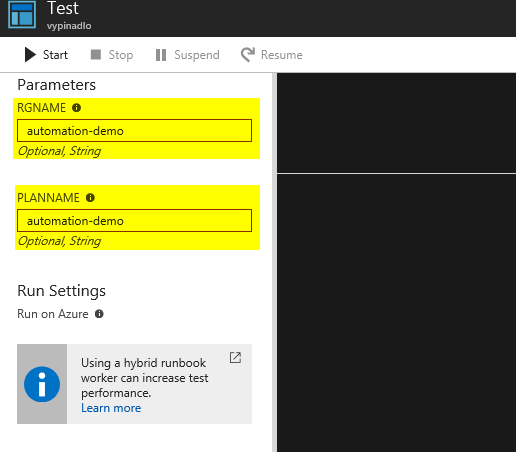 Test
vypinadlo
Start
Stop
Suspend
Resume
Parameters
RGNAME
automation-demo
Optional, String
PLANNAME
automation-demo
Optional, String
Run Settings
Run on Azure
Using a hybrid runbook
worker can increase test
performance.
Learn more